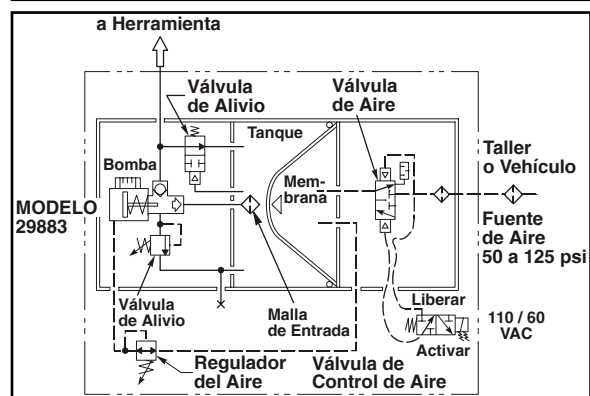 a Herramienta
Válvula
de Alivio
Tanque
Válvula
de Aire
Bomba
Mem-
brana
Taller
o Vehículo
MODELO
29883
Fuente
de Aire
50 a 125 psi
Válvula
de Alivio
Malla
de Entrada
Liberar
110 / 60
VAC
Activar
Regulador
del Aire
Válvula de
Control de Aire